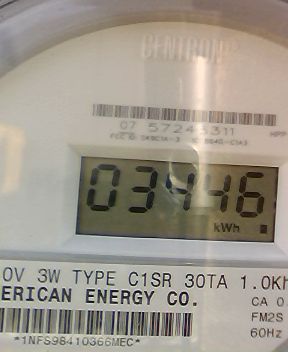 CENTRON
07 57243311
HPP
03446
kWh
0V 3W TYPE C1SR 30TA 1.0Kh
ERICAN ENERGY CO.
CA 0
FM2S
60Hz
*1NFS98410366MEC*